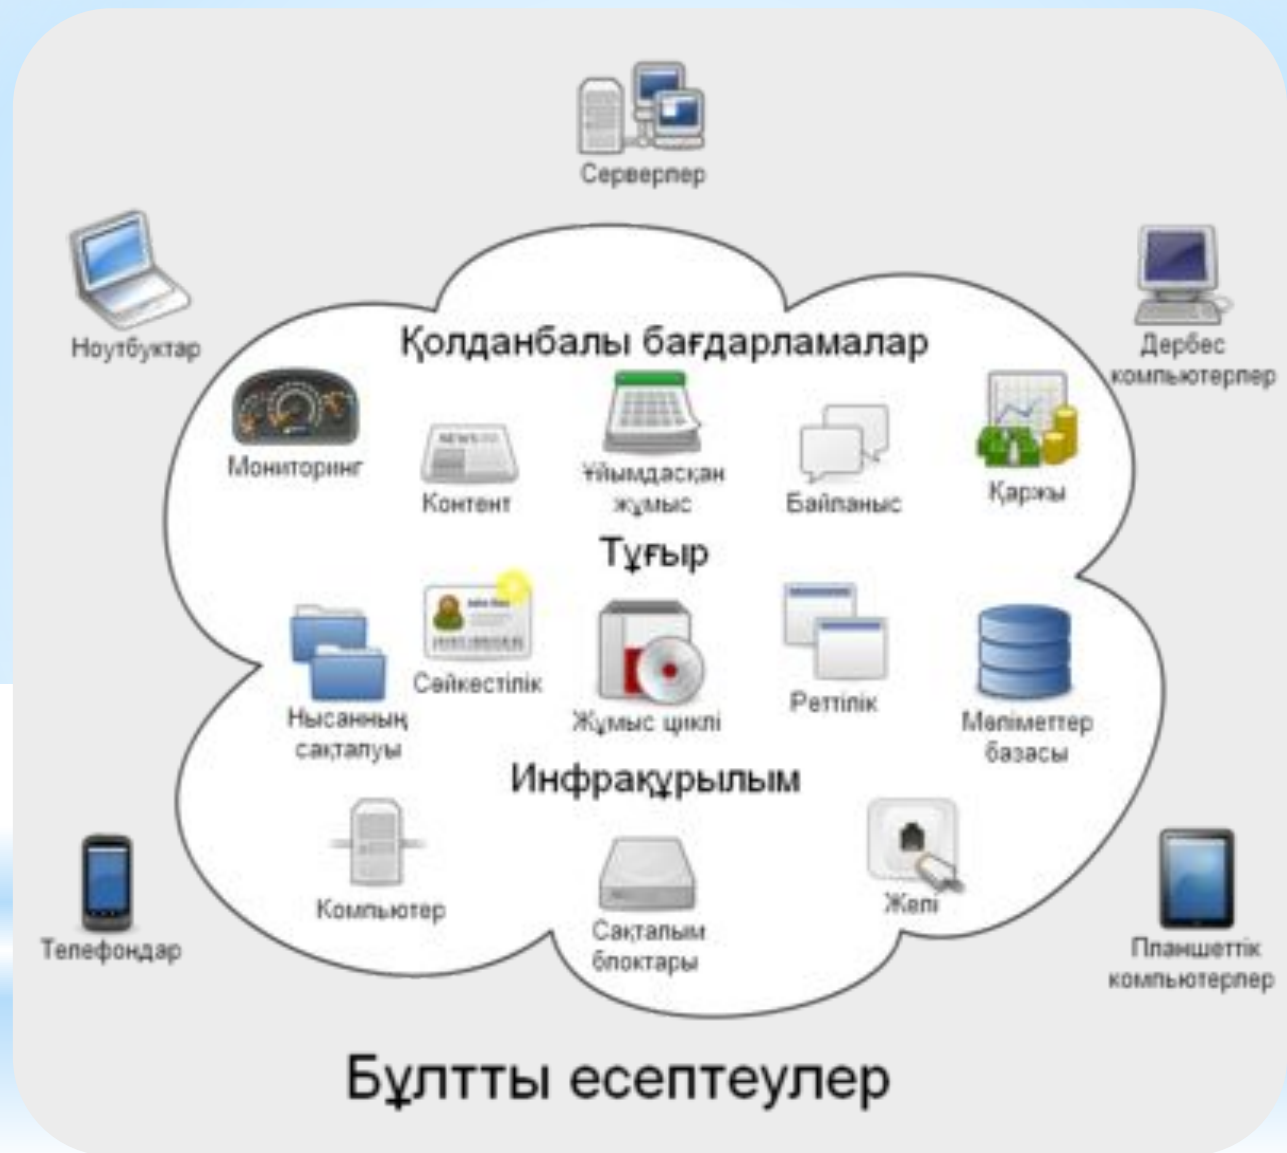 Серверлер
Ноутбуктар
Дербес
компьютерлер
Қолданбалы бағдарламалар
Мониторинг
Контент
Ұйымдасқан
жұмыс
Байланыс
Қаржы
Тұғыр
Нысанның
сақталуы
Сәйкестілік
Жұмыс циклі
Реттілік
Мәліметтер
базасы
Инфрақұрылым
Компьютер
Сақталым
блоктары
Желі
Телефондар
Планшеттік
компьютерлер
Бұлтты есептеулер